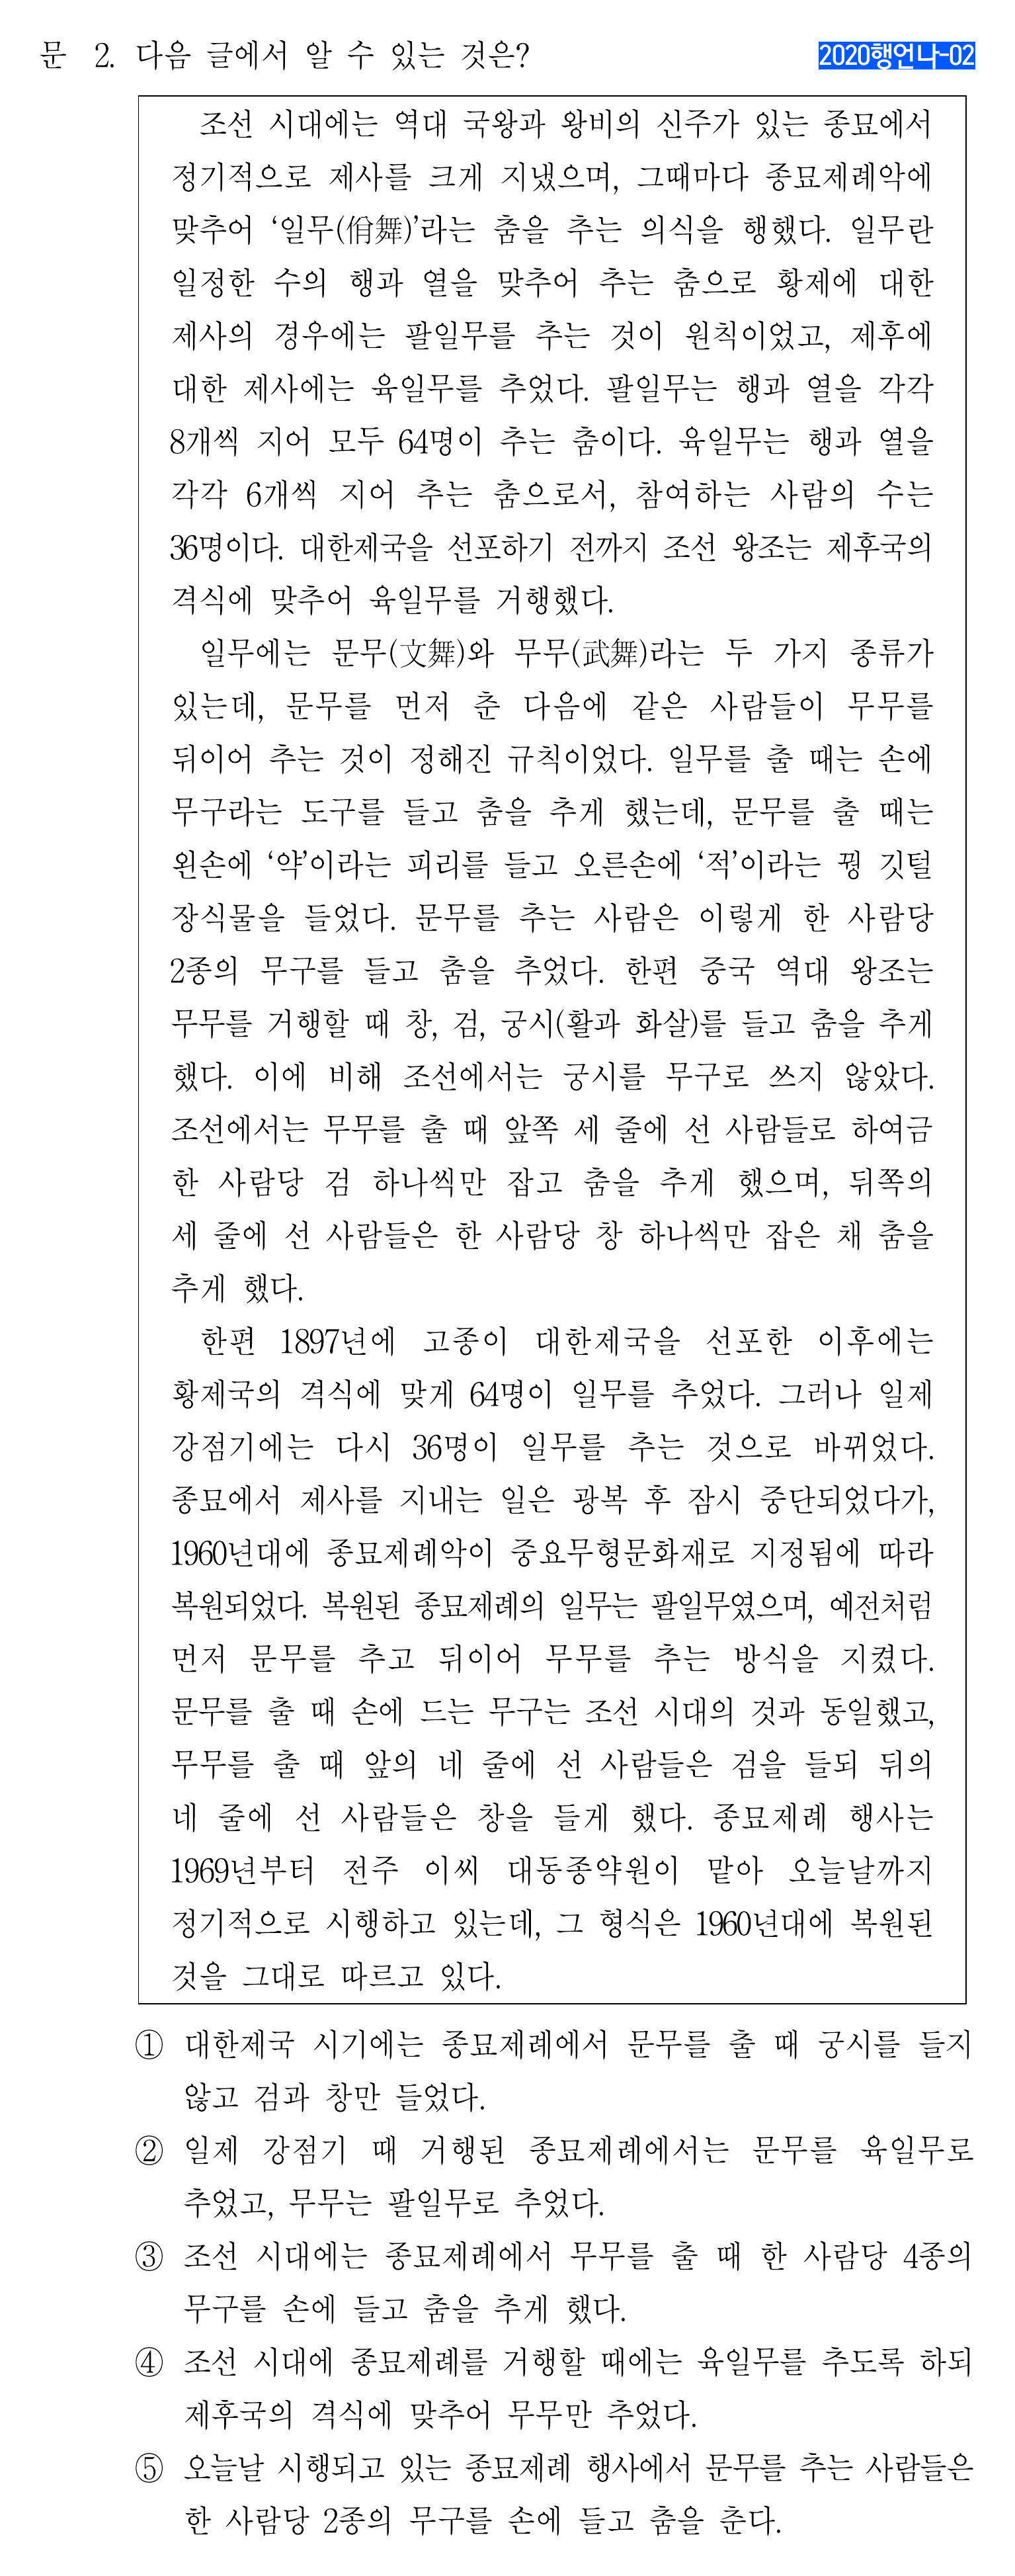 문 2. 다음 글에서 알 수 있는 것은?
2020행언나-02
조선 시대에는 역대 국왕과 왕비의 신주가 있는 종묘에서
정기적으로 제사를 크게 지냈으며, 그때마다 종묘제례악에
맞추어 ‘일무(佾舞)’라는 춤을 추는 의식을 행했다. 일무란
일정한 수의 행과 열을 맞추어 추는 춤으로 황제에 대한
제사의 경우에는 팔일무를 추는 것이 원칙이었고, 제후에
대한 제사에는 육일무를 추었다. 팔일무는 행과 열을 각각
8개씩 지어 모두 64명이 추는 춤이다. 육일무는 행과 열을
각각 6개씩 지어 추는 춤으로서, 참여하는 사람의 수는
36명이다. 대한제국을 선포하기 전까지 조선 왕조는 제후국의
격식에 맞추어 육일무를 거행했다.
일무에는 문무(文舞)와 무무(武舞)라는 두 가지 종류가
있는데, 문무를 먼저 춘 다음에 같은 사람들이 무무를
뒤이어 추는 것이 정해진 규칙이었다. 일무를 출 때는 손에
무구라는 도구를 들고 춤을 추게 했는데, 문무를 출 때는
왼손에 ‘약’이라는 피리를 들고 오른손에 ‘적’이라는 꿩 깃털
장식물을 들었다. 문무를 추는 사람은 이렇게 한 사람당
2종의 무구를 들고 춤을 추었다. 한편 중국 역대 왕조는
무무를 거행할 때 창, 검, 궁시(활과 화살)를 들고 춤을 추게
했다. 이에 비해 조선에서는 궁시를 무구로 쓰지 않았다.
조선에서는 무무를 출 때 앞쪽 세 줄에 선 사람들로 하여금
한 사람당 검 하나씩만 잡고 춤을 추게 했으며, 뒤쪽의
세 줄에 선 사람들은 한 사람당 창 하나씩만 잡은 채 춤을
추게 했다.
한편 1897년에 고종이 대한제국을 선포한 이후에는
황제국의 격식에 맞게 64명이 일무를 추었다. 그러나 일제
강점기에는 다시 36명이 일무를 추는 것으로 바뀌었다.
종묘에서 제사를 지내는 일은 광복 후 잠시 중단되었다가,
1960년대에 종묘제례악이 중요무형문화재로 지정됨에 따라
복원되었다. 복원된 종묘제례의 일무는 팔일무였으며, 예전처럼
먼저 문무를 추고 뒤이어 무무를 추는 방식을 지켰다.
문무를 출 때 손에 드는 무구는 조선 시대의 것과 동일했고,
무무를 출 때 앞의 네 줄에 선 사람들은 검을 들되 뒤의
네 줄에 선 사람들은 창을 들게 했다. 종묘제례 행사는
1969년부터 전주 이씨 대동종약원이 맡아 오늘날까지
정기적으로 시행하고 있는데, 그 형식은 1960년대에 복원된
것을 그대로 따르고 있다.
① 대한제국 시기에는 종묘제례에서 문무를 출 때 궁시를 들지
않고 검과 창만 들었다.
② 일제 강점기 때 거행된 종묘제례에서는 문무를 육일무로
추었고, 무무는 팔일무로 추었다.
③ 조선 시대에는 종묘제례에서 무무를 출 때 한 사람당 4종의
무구를 손에 들고 춤을 추게 했다.
④ 조선 시대에 종묘제례를 거행할 때에는 육일무를 추도록 하되
제후국의 격식에 맞추어 무무만 추었다.
⑤ 오늘날 시행되고 있는 종묘제례 행사에서 문무를 추는 사람들은
한 사람당 2종의 무구를 손에 들고 춤을 춘다.